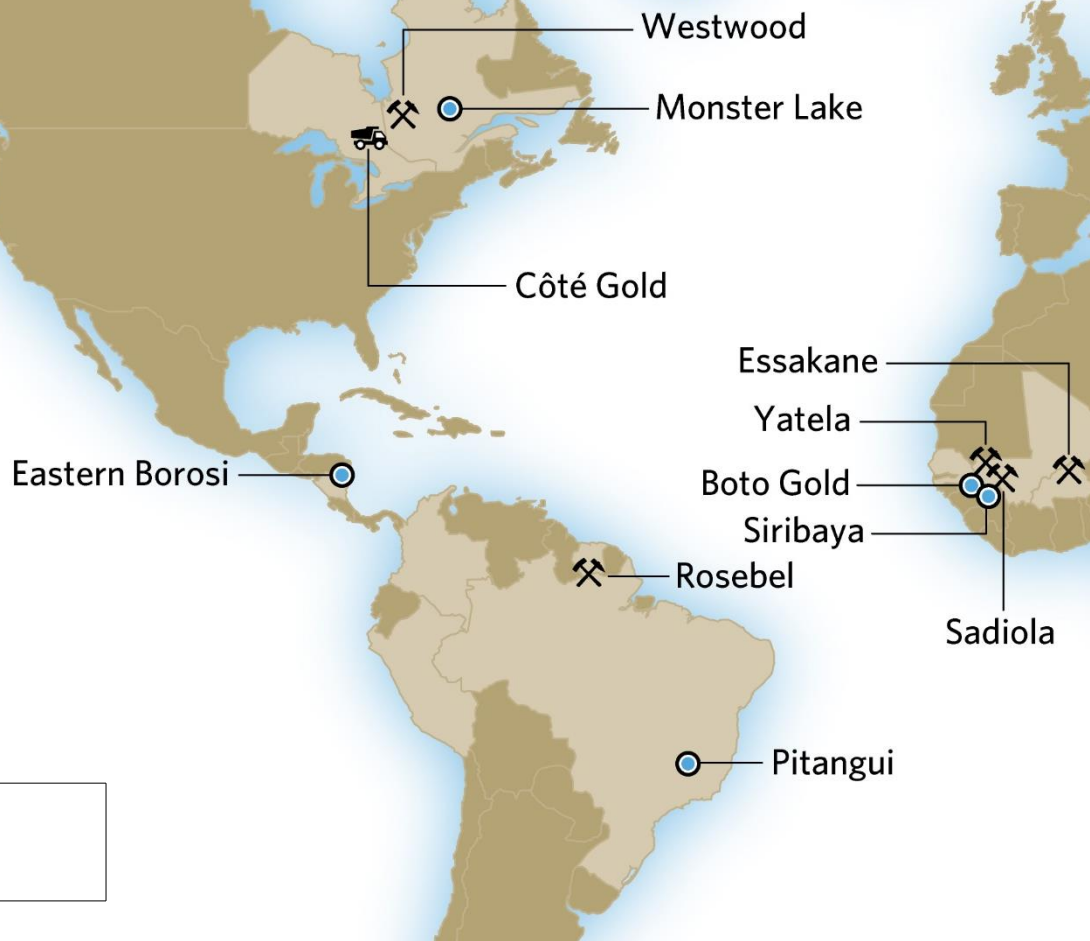 Westwood
Monster Lake
Côté Gold
Essakane
Yatela
Eastern Borosi
Boto Gold
Siribaya
Rosebel
Sadiola
Pitangui